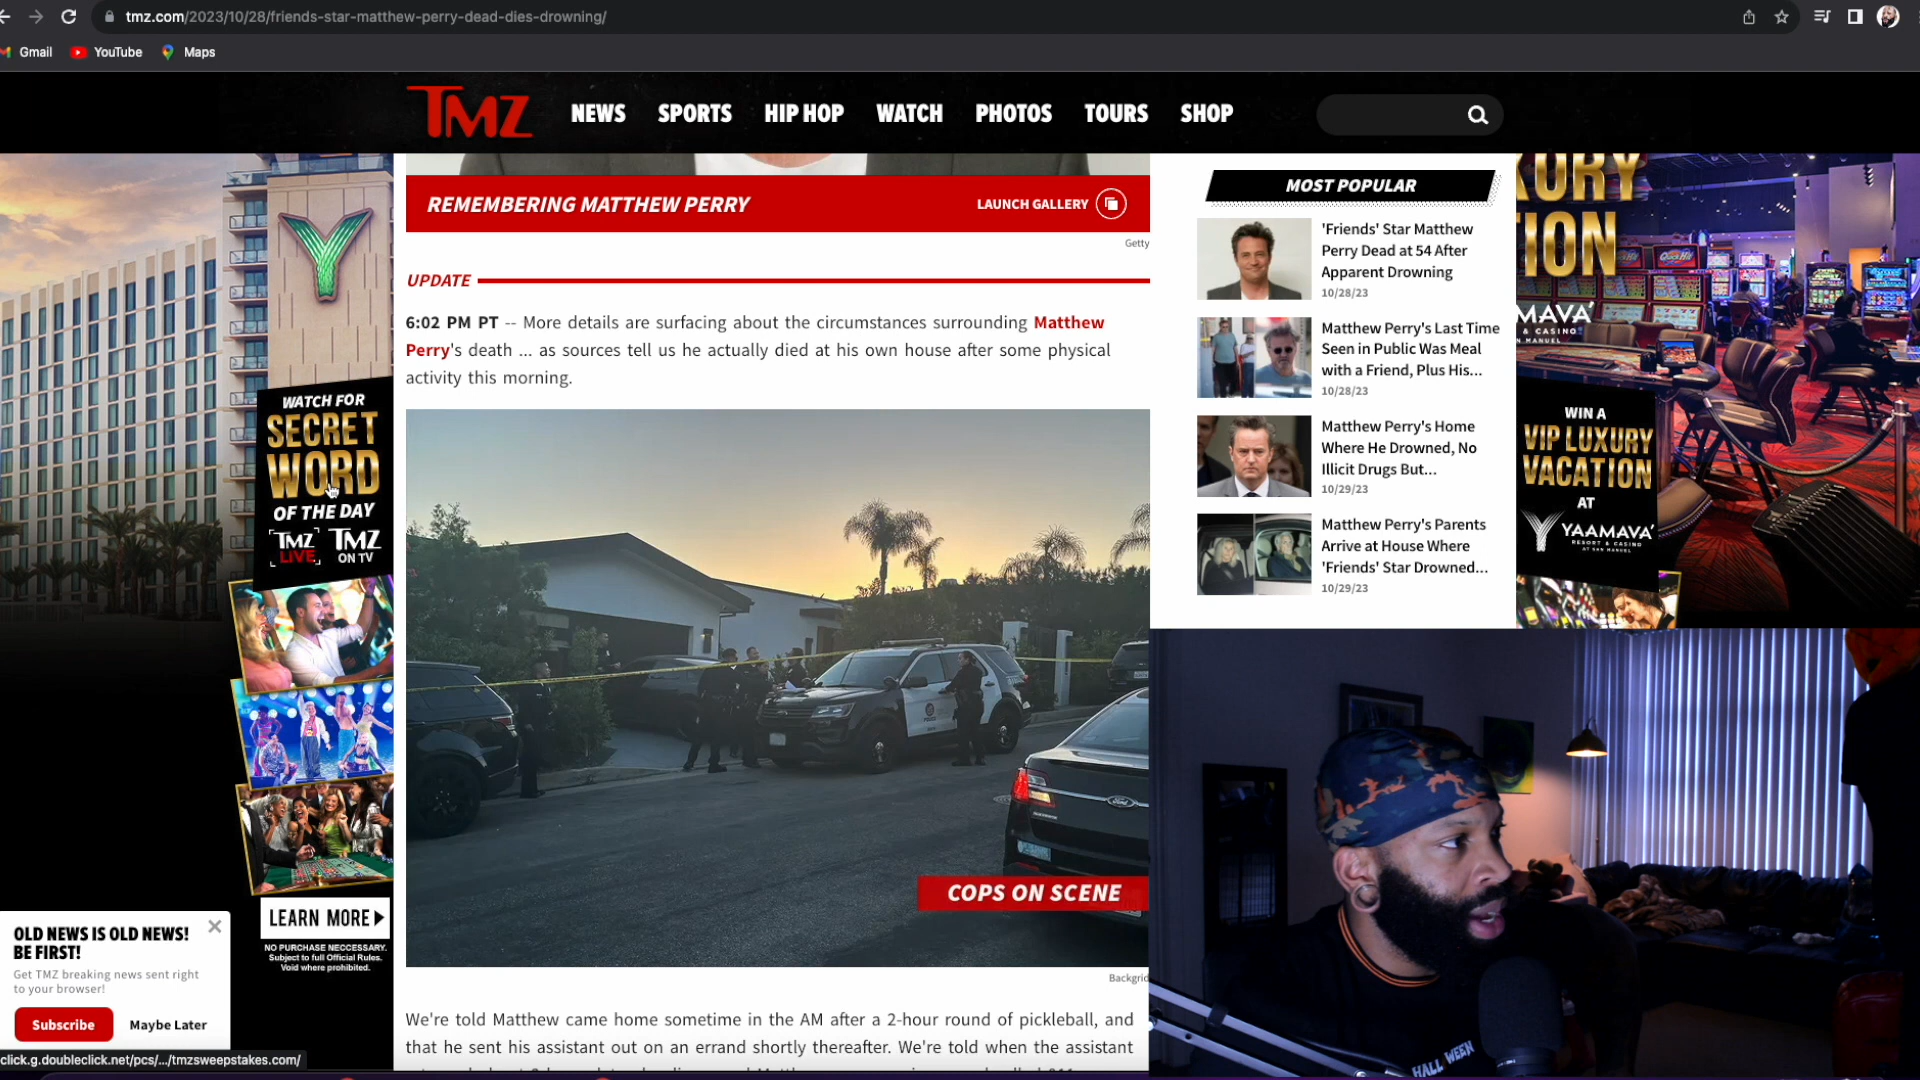 tmz.com/2023/10/28/friends-star-matthew-perry-dead-dies-drowning/
Gmail
YouTube
Maps
TMZ
NEWS
SPORTS
HIP HOP
WATCH
PHOTOS
TOURS
SHOP
REMEMBERING MATTHEW PERRY
LAUNCH GALLERY
Getty
UPDATE
6:02 PM PT -- More details are surfacing about the circumstances surrounding Matthew
Perry's death ... as sources tell us he actually died at his own house after some physical
activity this morning.
COPS ON SCENE
Backgrid
We're told Matthew came home sometime in the AM after a 2-hour round of pickleball, and
that he sent his assistant out on an errand shortly thereafter. We're told when the assistant
MOST POPULAR
'Friends' Star Matthew
Perry Dead at 54 After
Apparent Drowning
10/28/23
Matthew Perry's Last Time
Seen in Public Was Meal
with a Friend, Plus His...
10/28/23
Matthew Perry's Home
Where He Drowned, No
Illicit Drugs But...
10/29/23
Matthew Perry's Parents
Arrive at House Where
'Friends' Star Drowned...
10/29/23
WATCH FOR
SECRET
WORD
OF THE DAY
TMZ LIVE
TMZ ON TV
LEARN MORE
NO PURCHASE NECCESSARY.
Subject to full Official Rules.
Void where prohibited.
WIN A
VIP LUXURY
VACATION
AT
YAAMAVA'
RESORT & CASINO
AT SAN MANUEL
OLD NEWS IS OLD NEWS!
BE FIRST!
Get TMZ breaking news sent right
to your browser!
Subscribe
Maybe Later
click.g.doubleclick.net/pcs/.../tmzsweepstakes.com/